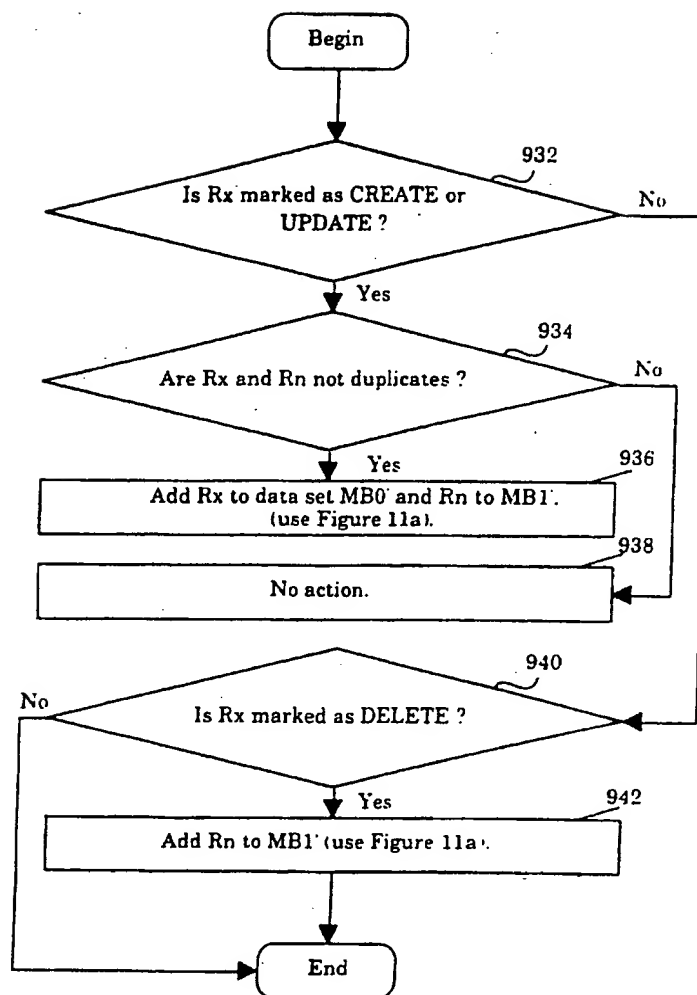 Begin
932
Is Rx marked as CREATE or
UPDATE ?
No
Yes
934
Are Rx and Rn not duplicates ?
No
Yes
936
Add Rx to data set MB0' and Rn to MB1'.
(use Figure 11a).
938
No action.
940
No
Is Rx marked as DELETE ?
Yes
942
Add Rn to MB1' (use Figure 11a).
End